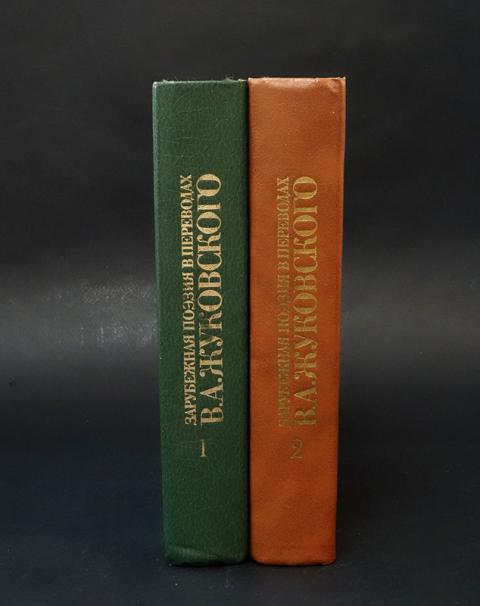 ЗАРУБЕЖНАЯ ПОЭЗИЯ В ПЕРЕВОДАХ
В.А.ЖУКОВСКОГО
1
ЗАРУБЕЖНАЯ ПОЭЗИЯ В ПЕРЕВОДАХ
В.А.ЖУКОВСКОГО
2